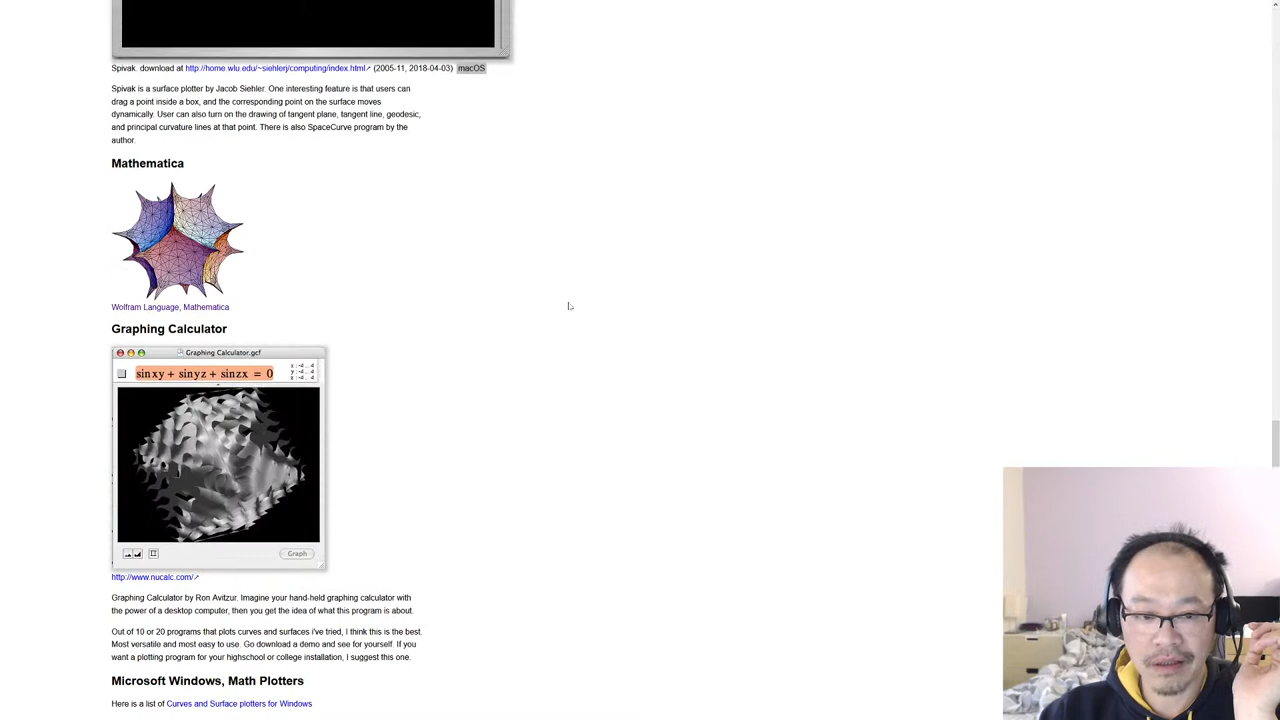 Spivak. download at http://home.wlu.edu/~siehlerj/computing/index.html↗ (2005-11, 2018-04-03) macOS
Spivak is a surface plotter by Jacob Siehler. One interesting feature is that users can
drag a point inside a box, and the corresponding point on the surface moves
dynamically. User can also turn on the drawing of tangent plane, tangent line, geodesic,
and principal curvature lines at that point. There is also SpaceCurve program by the
author.
Mathematica
Wolfram Language, Mathematica
Graphing Calculator
Graphing Calculator.gcf
sinxy + sinyz + sinzx = 0
x : -4 ... 4
y : -4 ... 4
z : -4 ... 4
Graph
http://www.nucalc.com/↗
Graphing Calculator by Ron Avitzur. Imagine your hand-held graphing calculator with
the power of a desktop computer, then you get the idea of what this program is about.
Out of 10 or 20 programs that plots curves and surfaces i've tried, I think this is the best.
Most versatile and most easy to use. Go download a demo and see for yourself. If you
want a plotting program for your highschool or college installation, I suggest this one.
Microsoft Windows, Math Plotters
Here is a list of Curves and Surface plotters for Windows